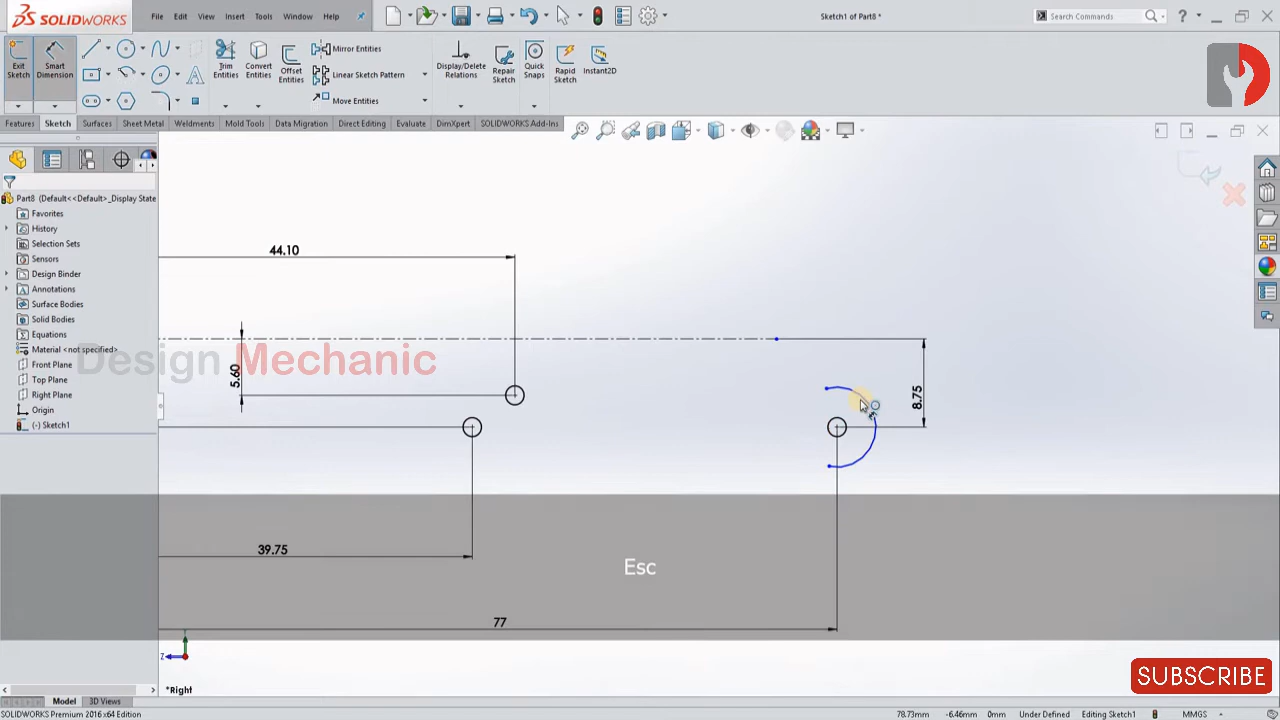 SOLIDWORKS
File Edit View Insert Tools Window Help
Sketch1 of Part8 *
Search Commands
?
Exit Sketch
Smart Dimension
Trim Entities
Convert Entities
Offset Entities
Mirror Entities
Linear Sketch Pattern
Move Entities
Display/Delete Relations
Repair Sketch
Quick Snaps
Rapid Sketch
Instant2D
Features Sketch Surfaces Sheet Metal Weldments Mold Tools Data Migration Direct Editing Evaluate DimXpert SOLIDWORKS Add-Ins
Part8 (Default<<Default>_Display State
Favorites
History
Selection Sets
Sensors
Design Binder
Annotations
Surface Bodies
Solid Bodies
Equations
Material <not specified>
Front Plane
Top Plane
Right Plane
Origin
(-) Sketch1
44.10
5.60
8.75
Design Mechanic
39.75
Esc
77
Z
*Right
SUBSCRIBE
Model 3D Views
SOLIDWORKS Premium 2016 x64 Edition
78.73mm -6.46mm 0mm Under Defined Editing Sketch1 MMGS